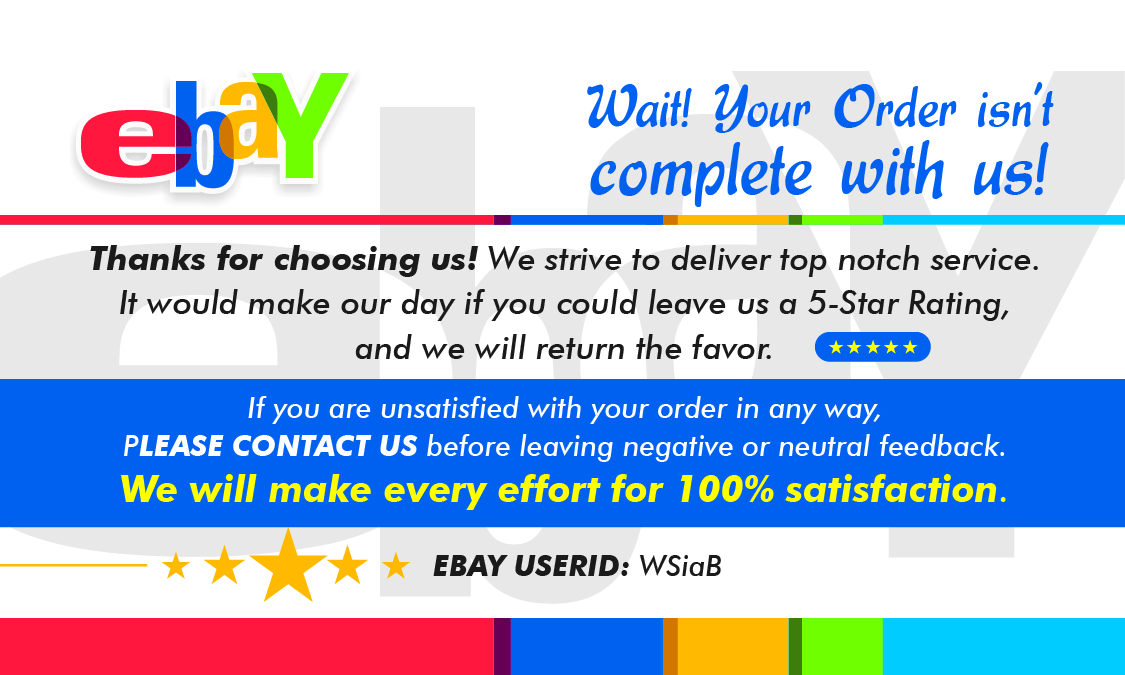 ebaY
Wait! Your Order isn't
complete with us!
Thanks for choosing us! We strive to deliver top notch service.
It would make our day if you could leave us a 5-Star Rating,
and we will return the favor.
If you are unsatisfied with your order in any way,
PLEASE CONTACT US before leaving negative or neutral feedback.
We will make every effort for 100% satisfaction.
EBAY USERID: WSiaB